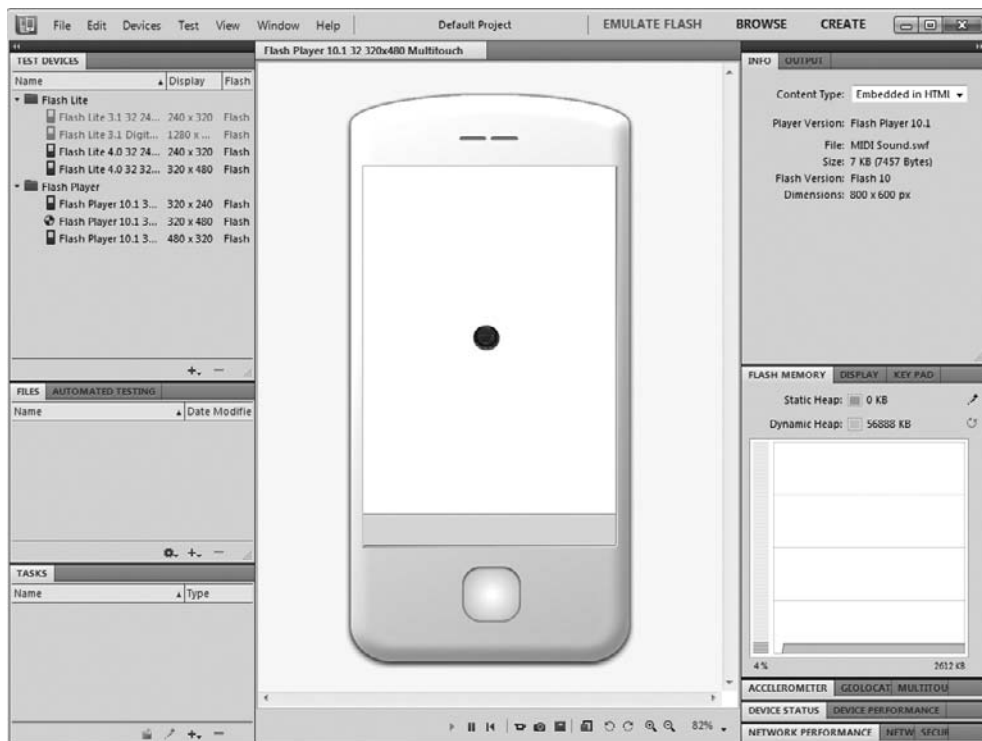 File Edit Devices Test View Window Help Default Project EMULATE FLASH BROWSE CREATE
TEST DEVICES
Name Display Flash
Flash Lite
Flash Lite 3.1 32 24... 240 x 320 Flash
Flash Lite 3.1 Digit... 1280 x ... Flash
Flash Lite 4.0 32 24... 240 x 320 Flash
Flash Lite 4.0 32 32... 320 x 480 Flash
Flash Player
Flash Player 10.1 3... 320 x 240 Flash
Flash Player 10.1 3... 320 x 480 Flash
Flash Player 10.1 3... 480 x 320 Flash
FILES AUTOMATED TESTING
Name Date Modifie
TASKS
Name Type
Flash Player 10.1 32 320x480 Multitouch
82%
INFO OUTPUT
Content Type: Embedded in HTML
Player Version: Flash Player 10.1
File: MIDI Sound.swf
Size: 7 KB (7457 Bytes)
Flash Version: Flash 10
Dimensions: 800 x 600 px
FLASH MEMORY DISPLAY KEY PAD
Static Heap: 0 KB
Dynamic Heap: 56888 KB
4 % 2612 KB
ACCELEROMETER GEOLOCAT MULTITOU
DEVICE STATUS DEVICE PERFORMANCE
NETWORK PERFORMANCE NETW SECUR